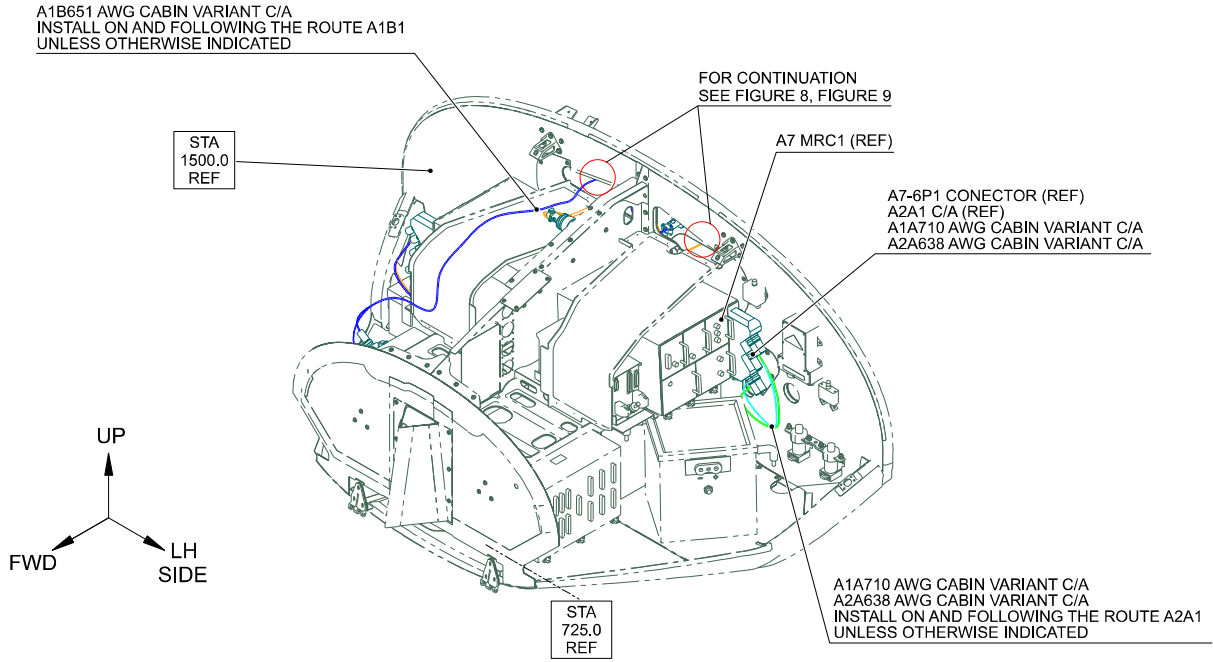 A1B651 AWG CABIN VARIANT C/A
INSTALL ON AND FOLLOWING THE ROUTE A1B1
UNLESS OTHERWISE INDICATED
FOR CONTINUATION
SEE FIGURE 8, FIGURE 9
STA
1500.0
REF
A7 MRC1 (REF)
A7-6P1 CONECTOR (REF)
A2A1 C/A (REF)
A1A710 AWG CABIN VARIANT C/A
A2A638 AWG CABIN VARIANT C/A
UP
FWD
LH
SIDE
STA
725.0
REF
A1A710 AWG CABIN VARIANT C/A
A2A638 AWG CABIN VARIANT C/A
INSTALL ON AND FOLLOWING THE ROUTE A2A1
UNLESS OTHERWISE INDICATED